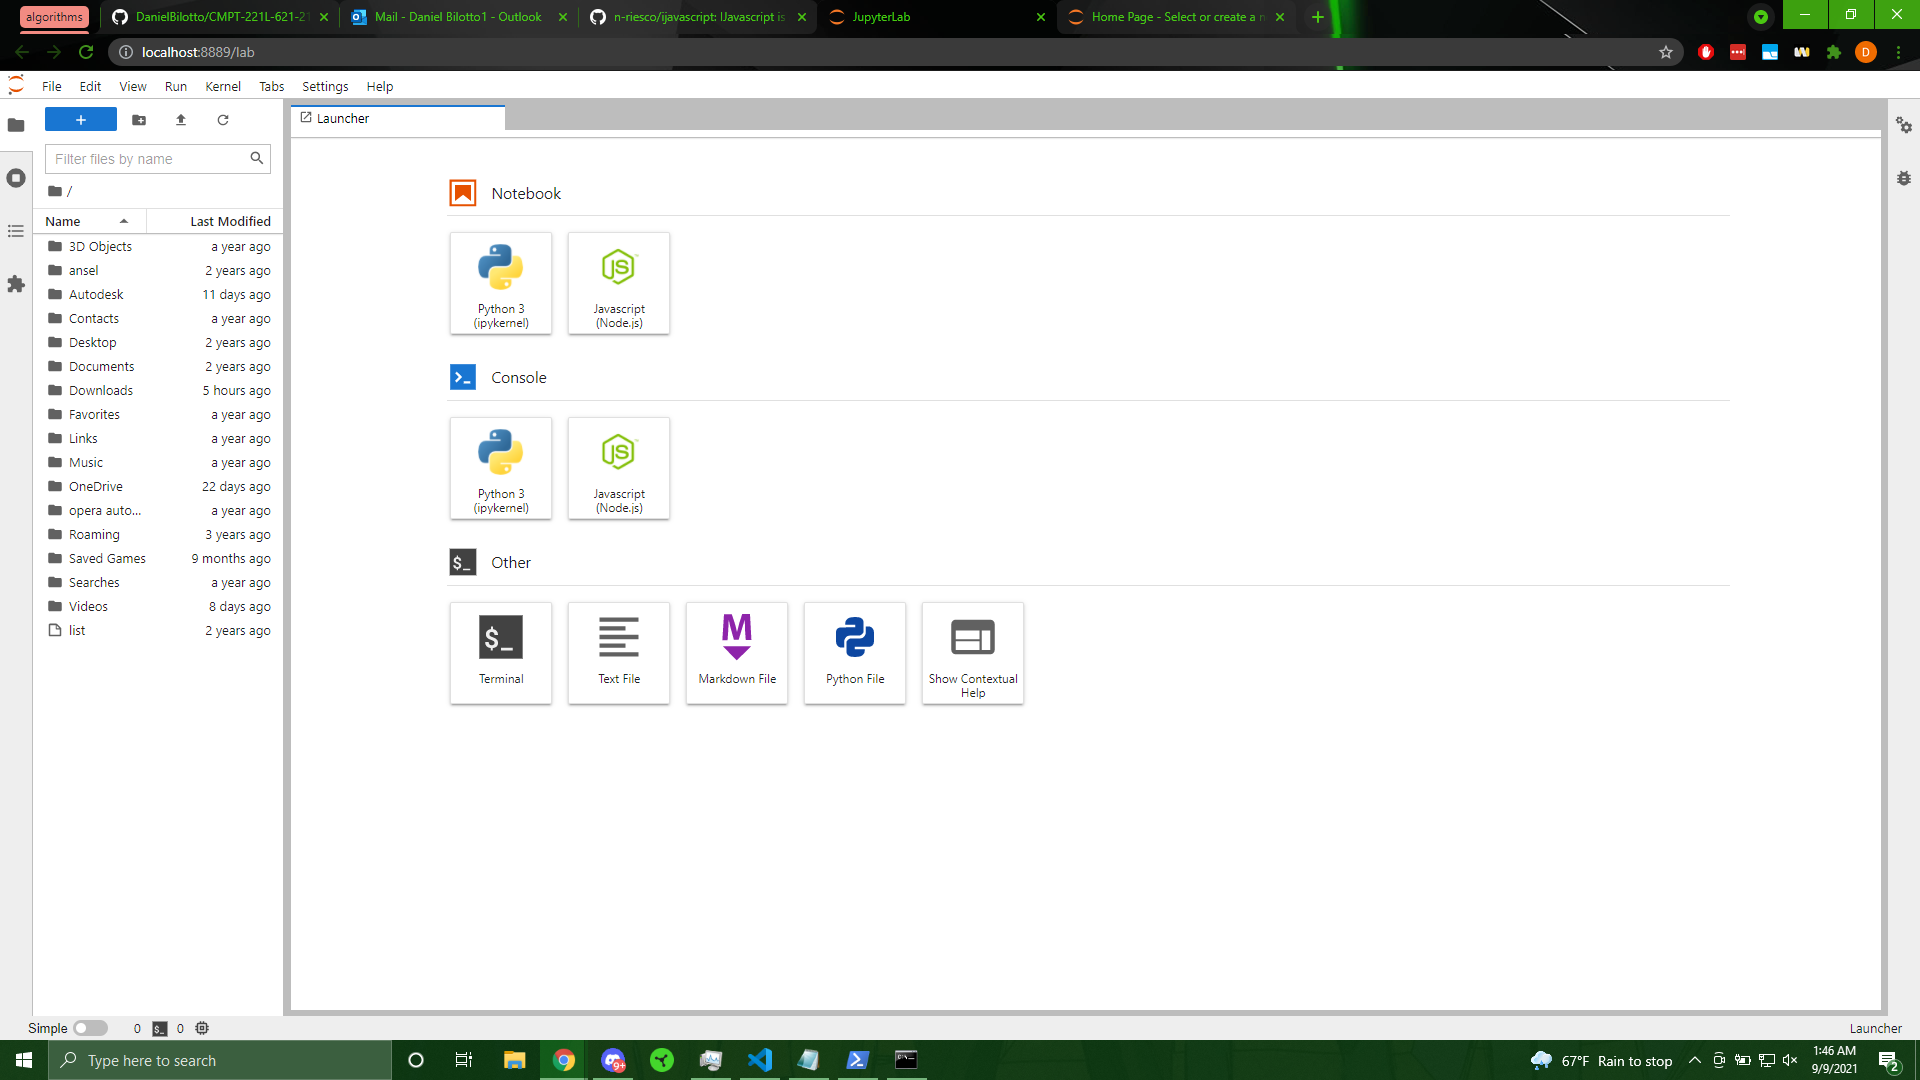 algorithms
DanielBilotto/CMPT-221L-621-21
Mail - Daniel Bilotto1 - Outlook
n-riesco/ijavascript: IJavascript is
JupyterLab
Home Page - Select or create a n
localhost:8889/lab
D
File Edit View Run Kernel Tabs Settings Help
Launcher
Filter files by name
/
Name Last Modified
3D Objects a year ago
ansel 2 years ago
Autodesk 11 days ago
Contacts a year ago
Desktop 2 years ago
Documents 2 years ago
Downloads 5 hours ago
Favorites a year ago
Links a year ago
Music a year ago
OneDrive 22 days ago
opera auto... a year ago
Roaming 3 years ago
Saved Games 9 months ago
Searches a year ago
Videos 8 days ago
list 2 years ago
Notebook
Python 3
(ipykernel)
JS
Javascript
(Node.js)
Console
Python 3
(ipykernel)
JS
Javascript
(Node.js)
$_ Other
$_
Terminal
Text File
M
Markdown File
Python File
Show Contextual
Help
Simple 0 $_ 0
Launcher
Type here to search
9+
67°F Rain to stop
1:46 AM
9/9/2021
2